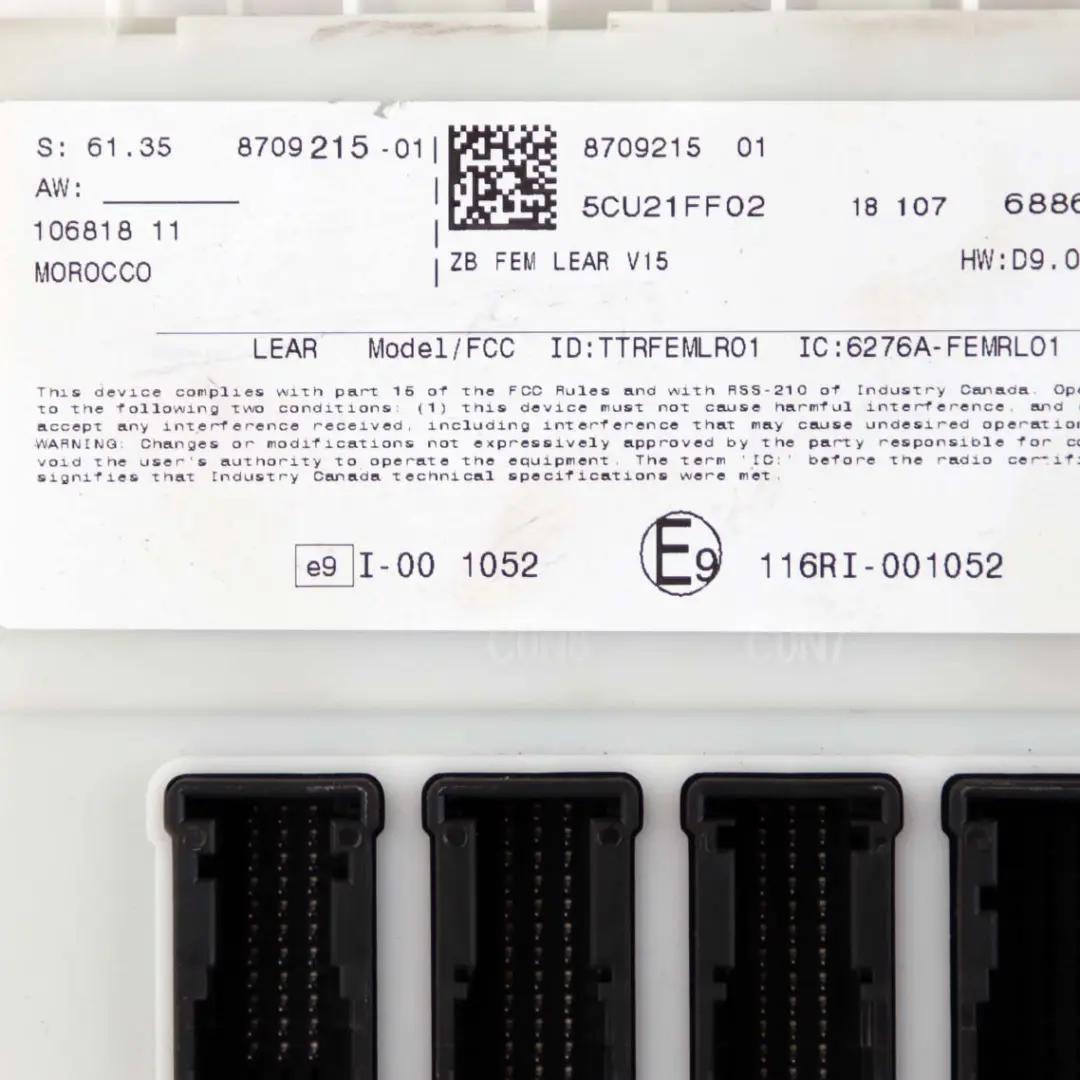 S: 61.35 8709215-01
AW:
106818 11
MOROCCO
8709215 01
5CU21FF02 18 107 6886
ZB FEM LEAR V15 HW:D9.0
LEAR Model/FCC ID:TTRFEMLR01 IC:6276A-FEMRL01
This device complies with part 15 of the FCC Rules and with RSS-210 of Industry Canada. Ope
to the following two conditions: (1) this device must not cause harmful interference, and
accept any interference received, including interference that may cause undesired operation
WARNING: Changes or modifications not expressively approved by the party responsible for co
void the user's authority to operate the equipment. The term 'IC:' before the radio certifi
signifies that Industry Canada technical specifications were met.
e9 I-00 1052 E9 116RI-001052
CON8 CON7